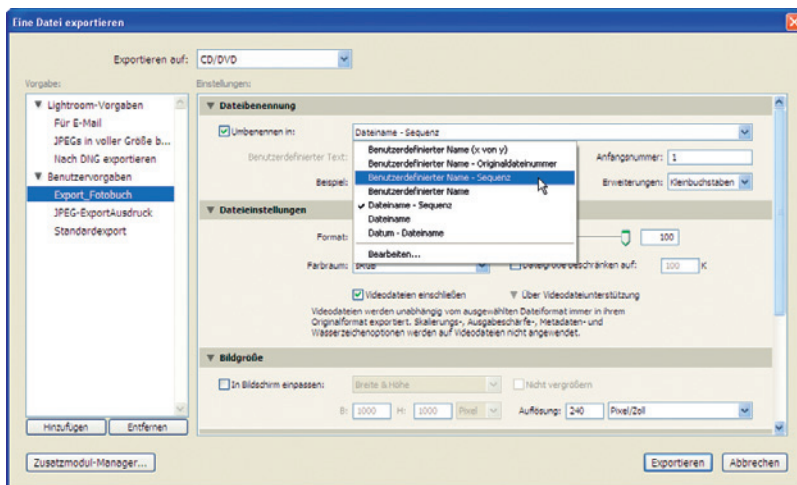 Eine Datei exportieren
Exportieren auf: CD/DVD
Vorgabe:
Einstellungen:
Lightroom-Vorgaben
Für E-Mail
JPEGs in voller Größe b...
Nach DNG exportieren
Benutzervorgaben
Export_Fotobuch
JPEG-ExportAusdruck
Standardexport
Hinzufügen Entfernen
Dateibenennung
Umbenennen in: Dateiname - Sequenz
Benutzerdefinierter Text:
Anfangsnummer: 1
Beispiel:
Erweiterungen: Kleinbuchstaben
Benutzerdefinierter Name (x von y)
Benutzerdefinierter Name - Originaldateinummer
Benutzerdefinierter Name - Sequenz
Benutzerdefinierter Name
Dateiname - Sequenz
Dateiname
Datum - Dateiname
Bearbeiten...
Dateieinstellungen
Format: 100
Farbraum: sRGB Dateigröße beschränken auf: 100 K
Videodateien einschließen Über Videodateiunterstützung
Videodateien werden unabhängig vom ausgewählten Dateiformat immer in ihrem
Originalformat exportiert. Skalierungs-, Ausgabeschärfe-, Metadaten- und
Wasserzeichenoptionen werden auf Videodateien nicht angewendet.
Bildgröße
In Bildschirm einpassen: Breite & Höhe Nicht vergrößern
B: 1000 H: 1000 Pixel Auflösung: 240 Pixel/Zoll
Zusatzmodul-Manager...
Exportieren Abbrechen